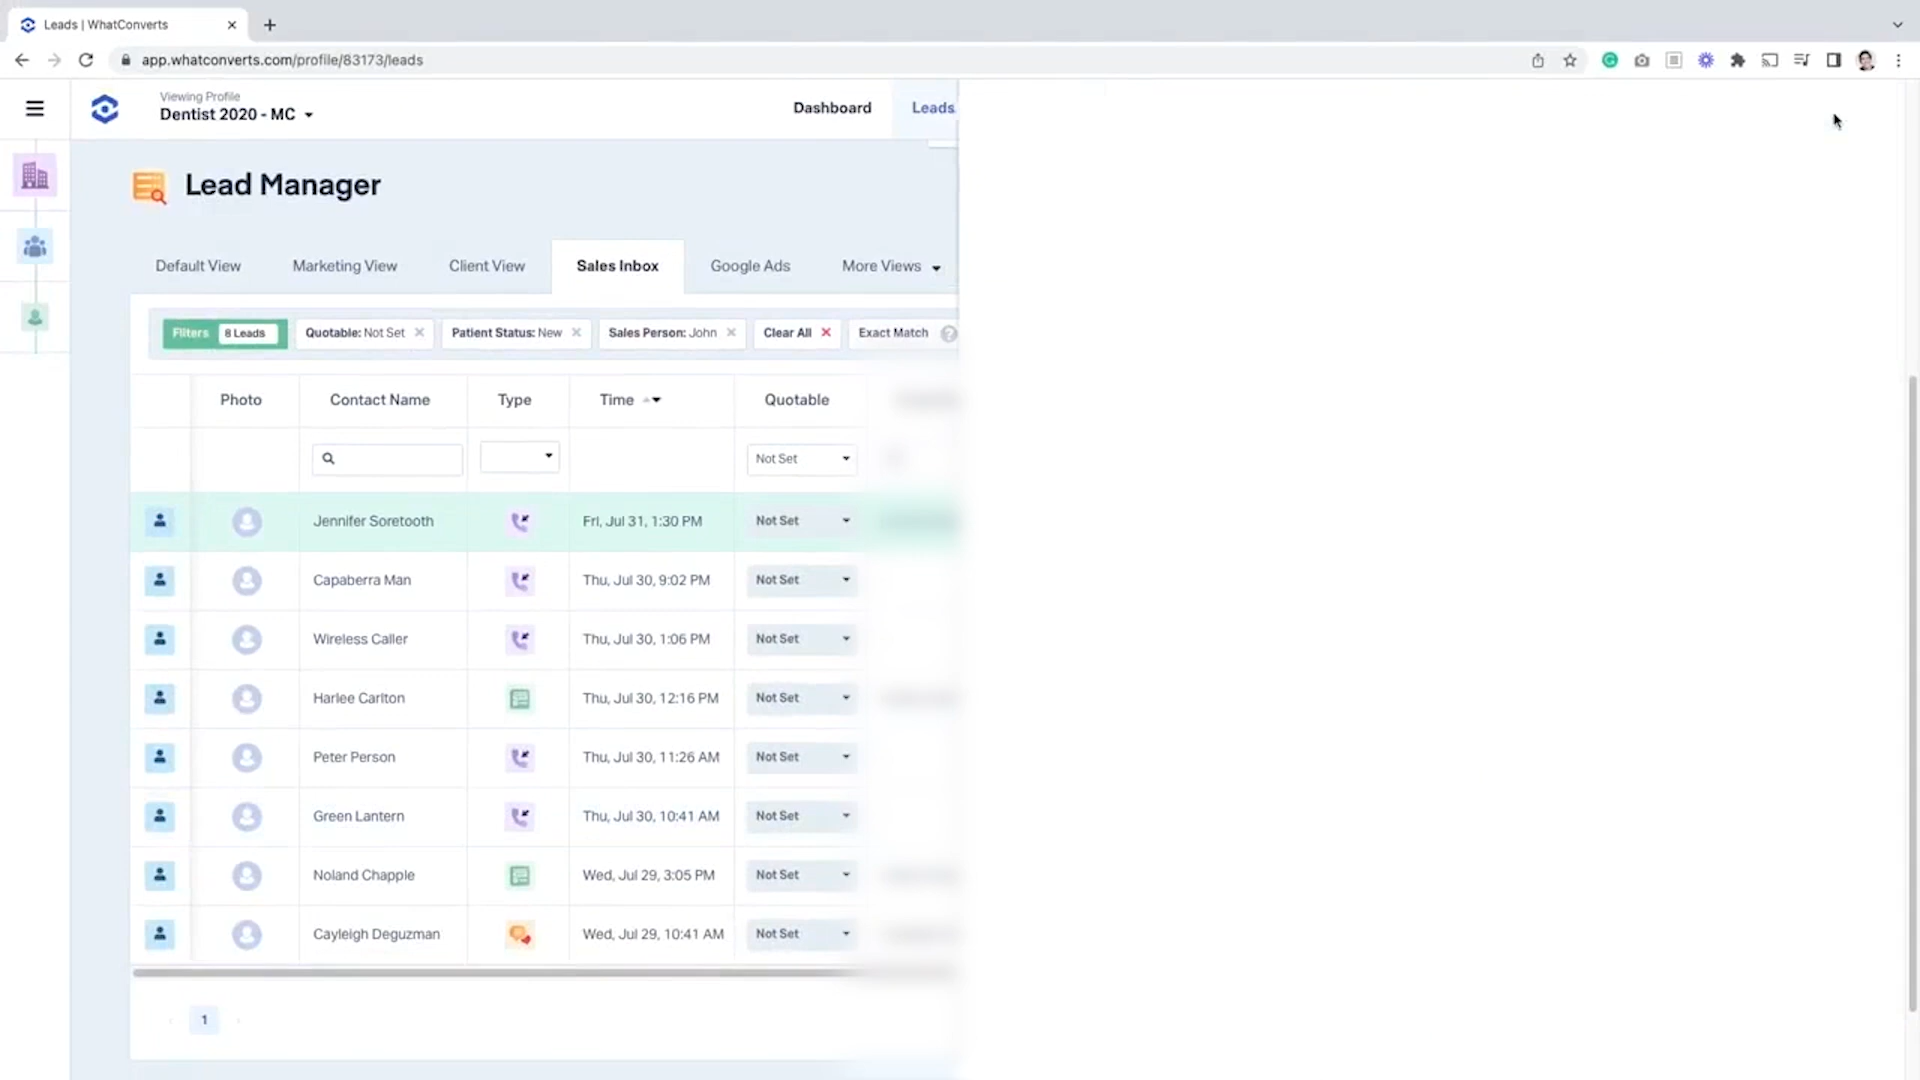 Leads | WhatConverts
app.whatconverts.com/profile/83173/leads
Viewing Profile
Dentist 2020 - MC
Dashboard
Leads
Lead Manager
Default View
Marketing View
Client View
Sales Inbox
Google Ads
More Views
Filters 8 Leads
Quotable: Not Set
Patient Status: New
Sales Person: John
Clear All
Exact Match ?
Photo Contact Name Type Time Quotable
Not Set
Jennifer Soretooth Fri, Jul 31, 1:30 PM Not Set
Capaberra Man Thu, Jul 30, 9:02 PM Not Set
Wireless Caller Thu, Jul 30, 1:06 PM Not Set
Harlee Carlton Thu, Jul 30, 12:16 PM Not Set
Peter Person Thu, Jul 30, 11:26 AM Not Set
Green Lantern Thu, Jul 30, 10:41 AM Not Set
Noland Chapple Wed, Jul 29, 3:05 PM Not Set
Cayleigh Deguzman Wed, Jul 29, 10:41 AM Not Set
1